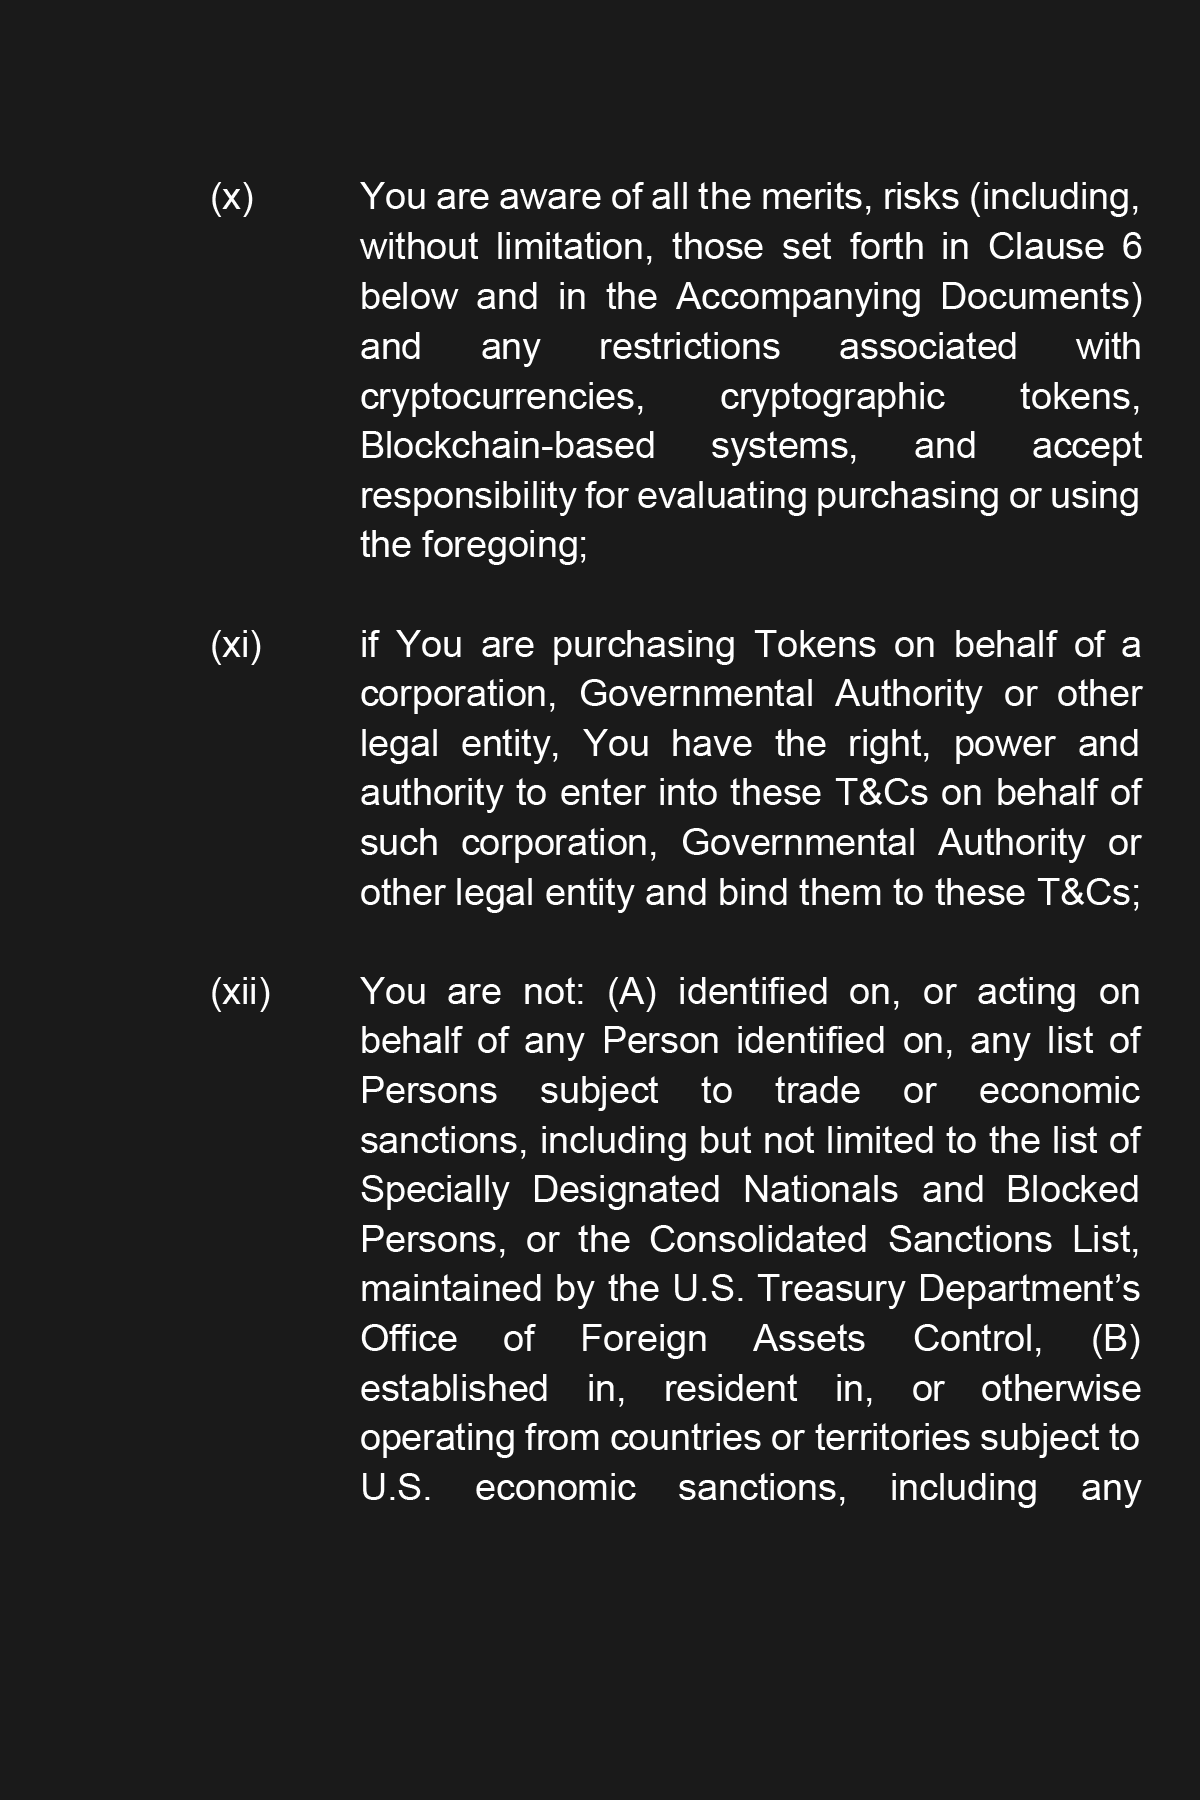 (x) You are aware of all the merits, risks (including,
without limitation, those set forth in Clause 6
below and in the Accompanying Documents)
and any restrictions associated with
cryptocurrencies, cryptographic tokens,
Blockchain-based systems, and accept
responsibility for evaluating purchasing or using
the foregoing;
(xi) if You are purchasing Tokens on behalf of a
corporation, Governmental Authority or other
legal entity, You have the right, power and
authority to enter into these T&Cs on behalf of
such corporation, Governmental Authority or
other legal entity and bind them to these T&Cs;
(xii) You are not: (A) identified on, or acting on
behalf of any Person identified on, any list of
Persons subject to trade or economic
sanctions, including but not limited to the list of
Specially Designated Nationals and Blocked
Persons, or the Consolidated Sanctions List,
maintained by the U.S. Treasury Department’s
Office of Foreign Assets Control, (B)
established in, resident in, or otherwise
operating from countries or territories subject to
U.S. economic sanctions, including any